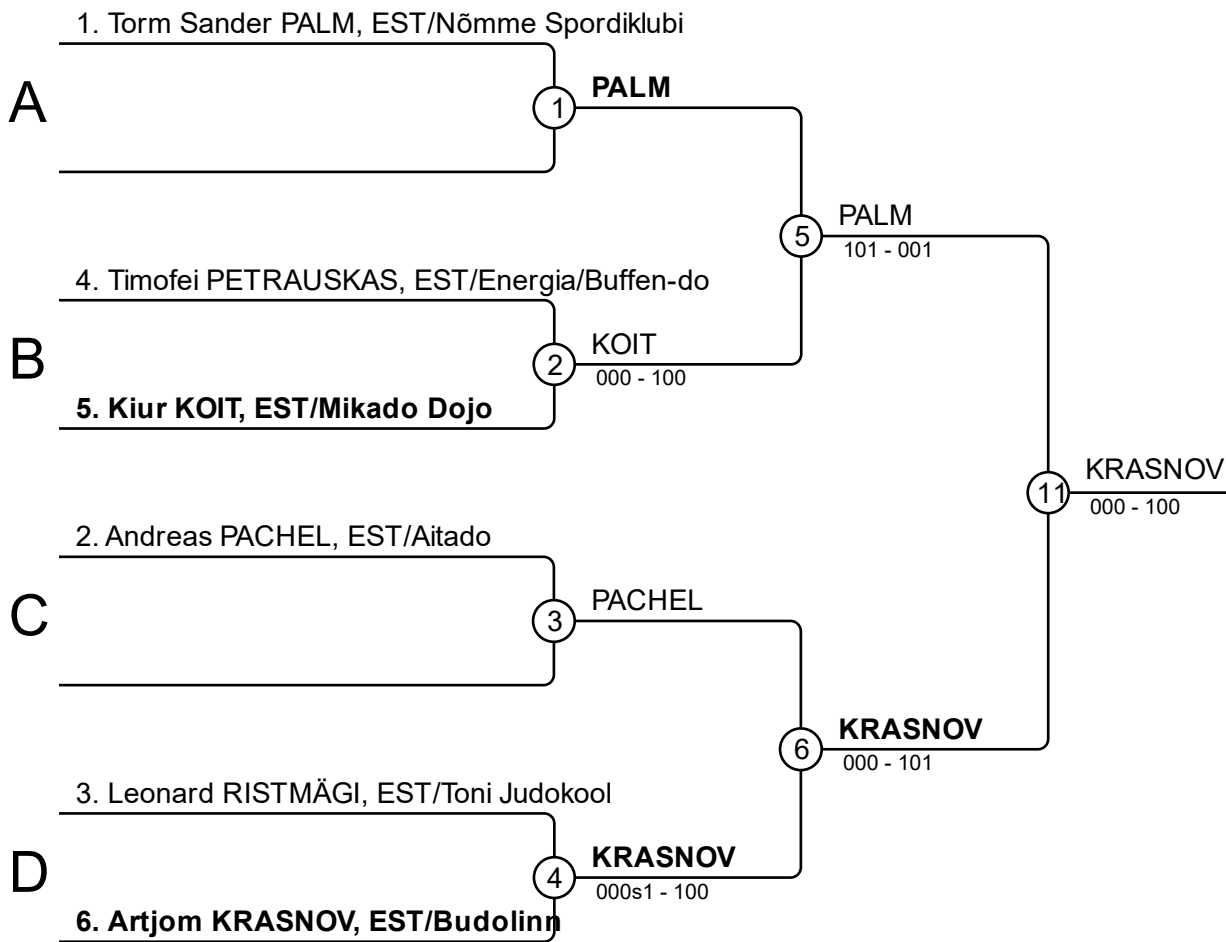 1. Torm Sander PALM, EST/Nõmme Spordiklubi
A
1
PALM
5
PALM
101 - 001
4. Timofei PETRAUSKAS, EST/Energia/Buffen-do
B
2
KOIT
000 - 100
5. Kiur KOIT, EST/Mikado Dojo
11
KRASNOV
000 - 100
2. Andreas PACHEL, EST/Aitado
C
3
PACHEL
6
KRASNOV
000 - 101
3. Leonard RISTMÄGI, EST/Toni Judokool
D
4
KRASNOV
000s1 - 100
6. Artjom KRASNOV, EST/Budolinn